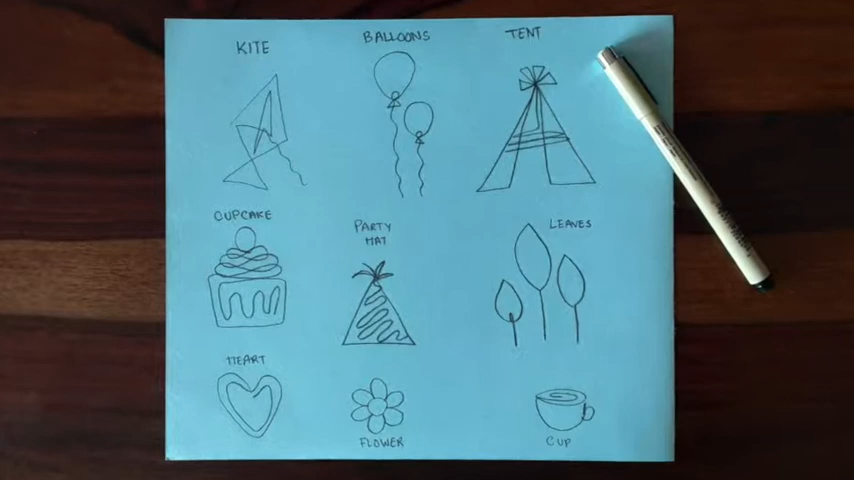 KITE
BALLOONS
TENT
CUPCAKE
PARTY
HAT
LEAVES
HEART
FLOWER
CUP